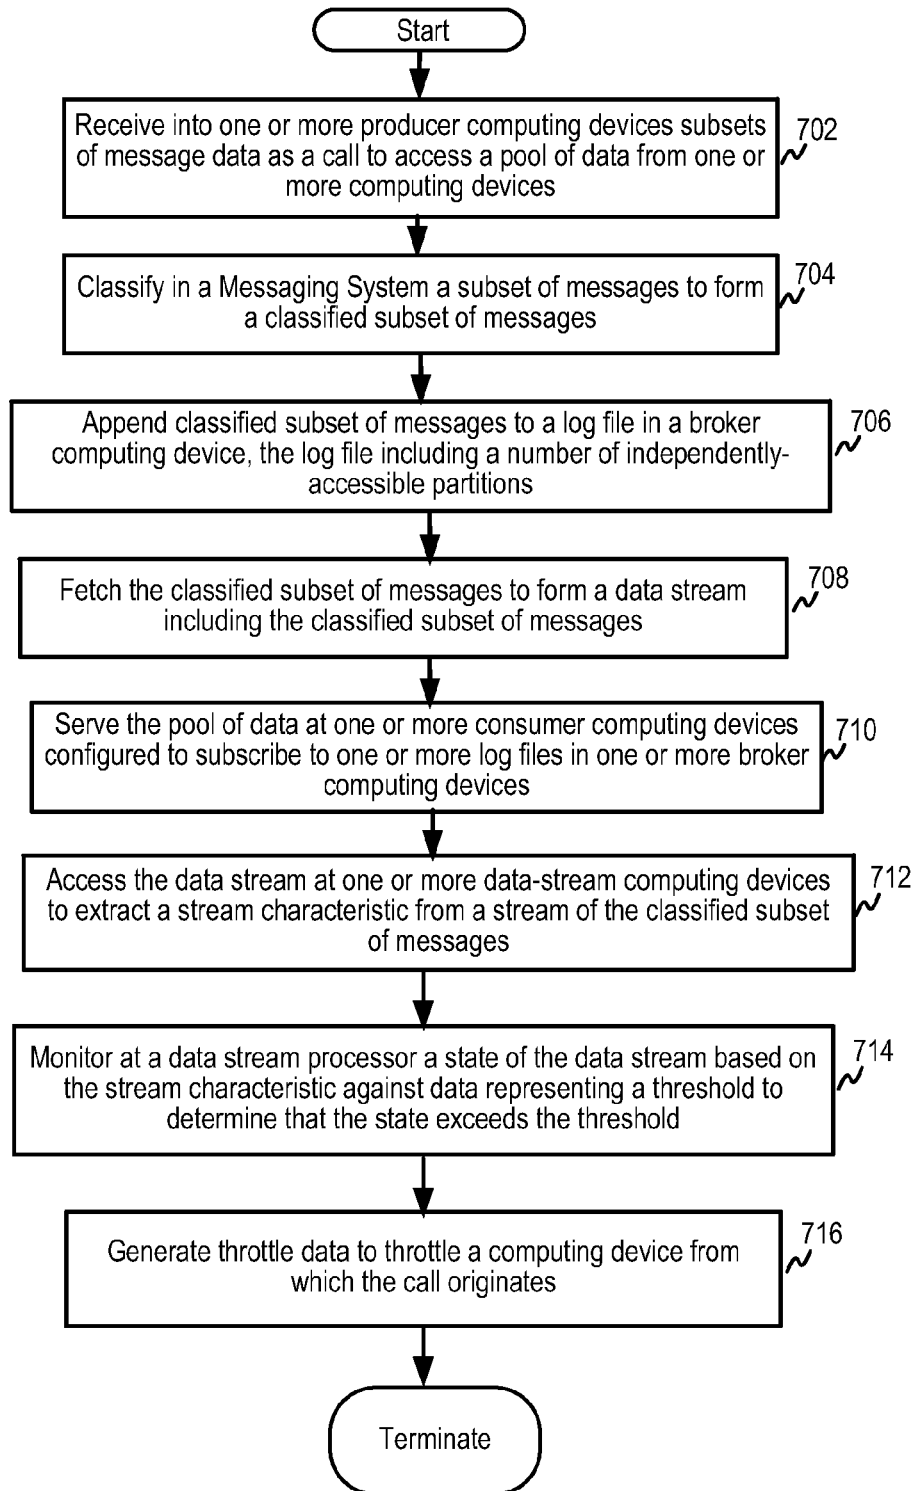 Start
Receive into one or more producer computing devices subsets
of message data as a call to access a pool of data from one or
more computing devices
702
Classify in a Messaging System a subset of messages to form
a classified subset of messages
704
Append classified subset of messages to a log file in a broker
computing device, the log file including a number of independently-
accessible partitions
706
Fetch the classified subset of messages to form a data stream
including the classified subset of messages
708
Serve the pool of data at one or more consumer computing devices
configured to subscribe to one or more log files in one or more broker
computing devices
710
Access the data stream at one or more data-stream computing devices
to extract a stream characteristic from a stream of the classified subset
of messages
712
Monitor at a data stream processor a state of the data stream based on
the stream characteristic against data representing a threshold to
determine that the state exceeds the threshold
714
Generate throttle data to throttle a computing device from
which the call originates
716
Terminate